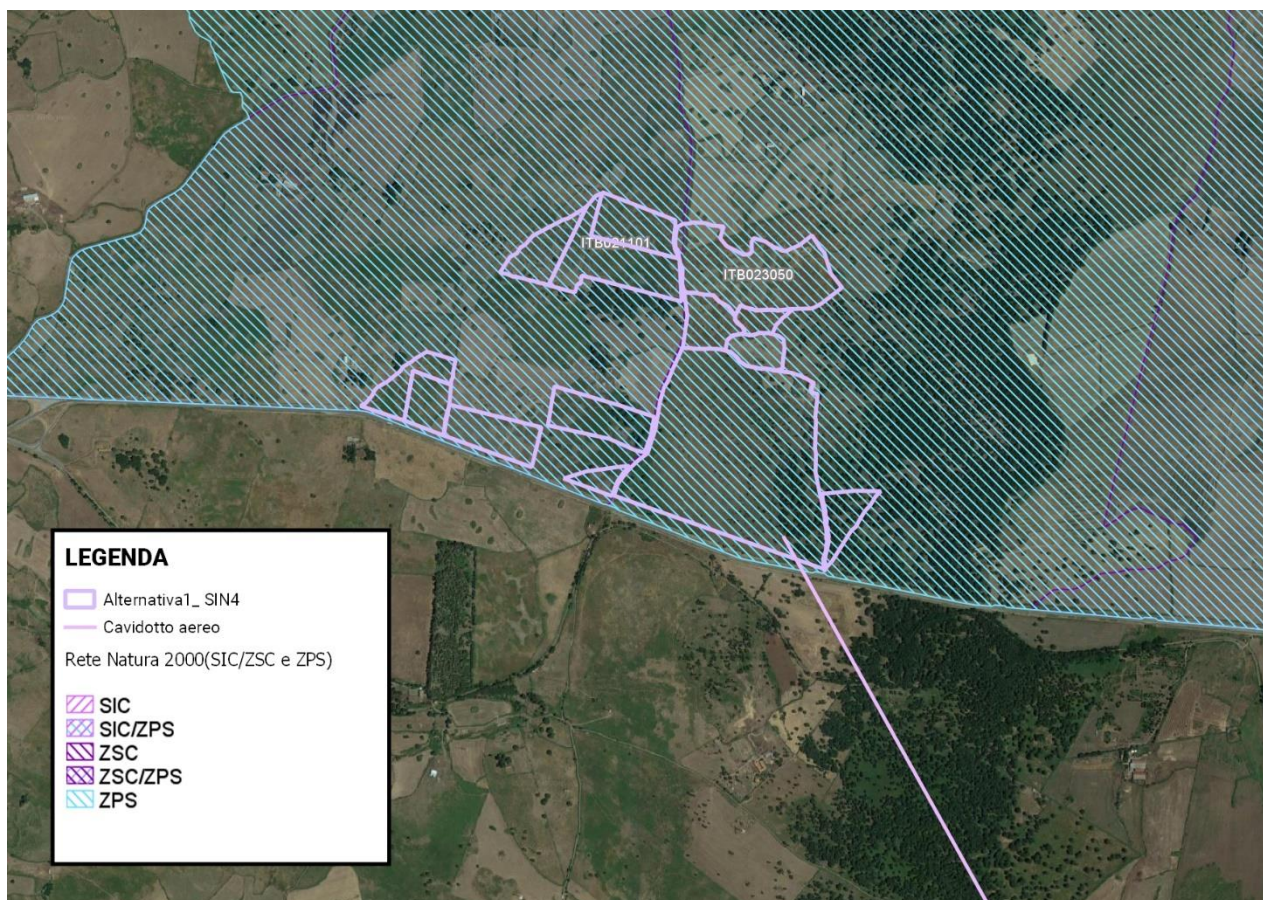 ITB021101
ITB023050
LEGENDA
Alternativa1_ SIN4
Cavidotto aereo
Rete Natura 2000(SIC/ZSC e ZPS)
SIC
SIC/ZPS
ZSC
ZSC/ZPS
ZPS